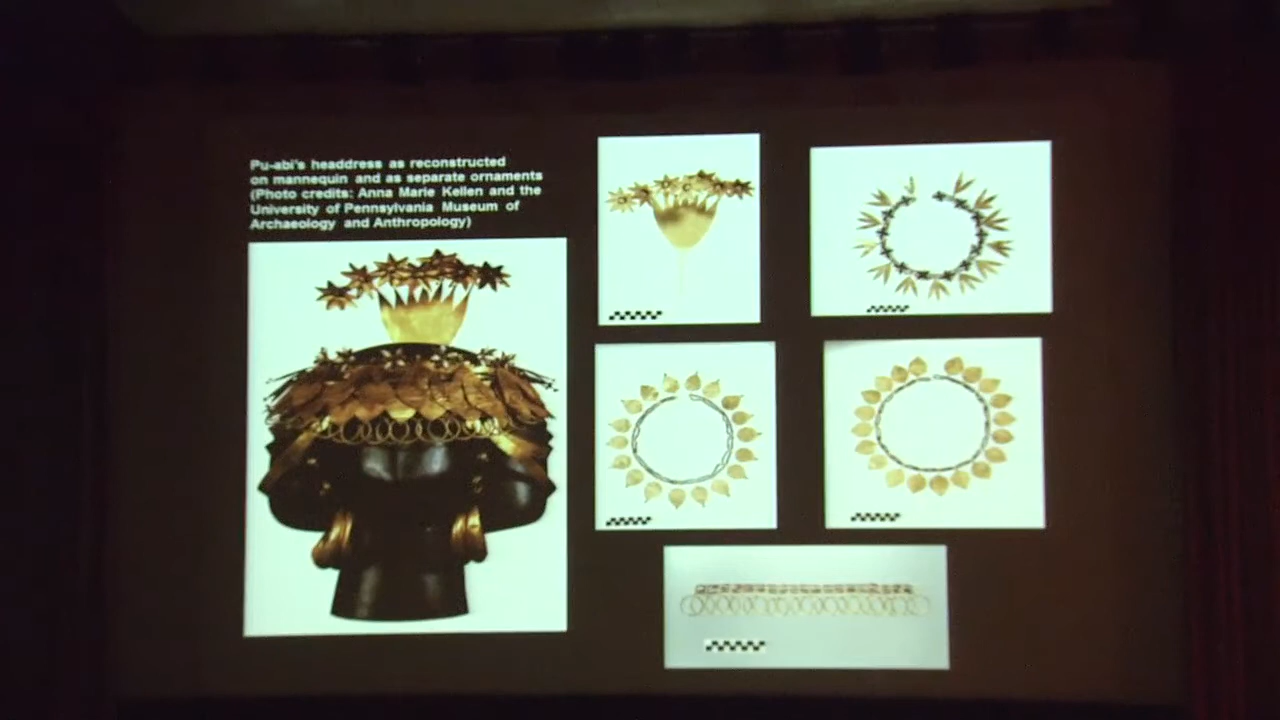 Pu-abi's headdress as reconstructed
on mannequin and as separate ornaments
(Photo credits: Anna Marie Kellen and the
University of Pennsylvania Museum of
Archaeology and Anthropology)